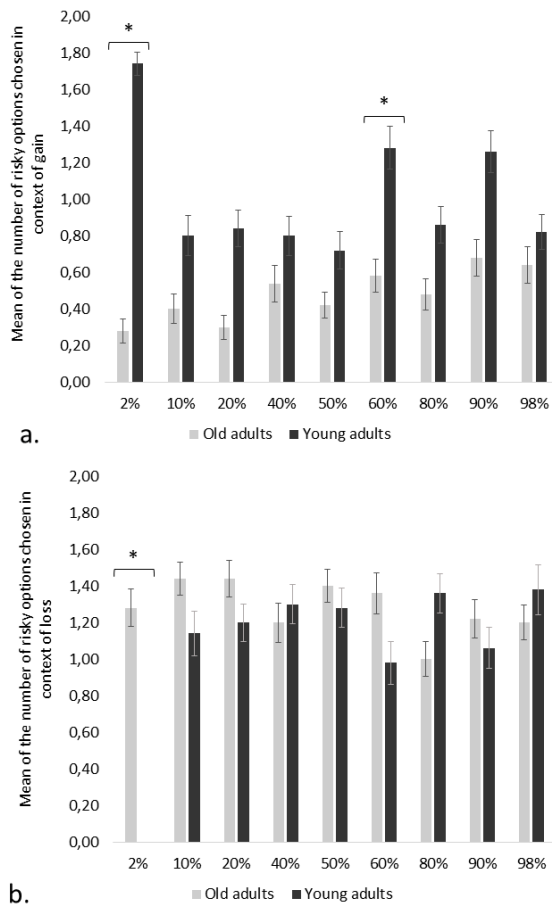 2,00
*
1,80
1,60
*
1,40
1,20
1,00
0,80
0,60
0,40
0,20
0,00
Mean of the number of risky options chosen in
context of gain
2% 10% 20% 40% 50% 60% 80% 90% 98%
a.
Old adults Young adults
2,00
1,80
1,60
*
1,40
1,20
1,00
0,80
0,60
0,40
0,20
0,00
Mean of the number of risky options chosen in
context of loss
2% 10% 20% 40% 50% 60% 80% 90% 98%
b.
Old adults Young adults